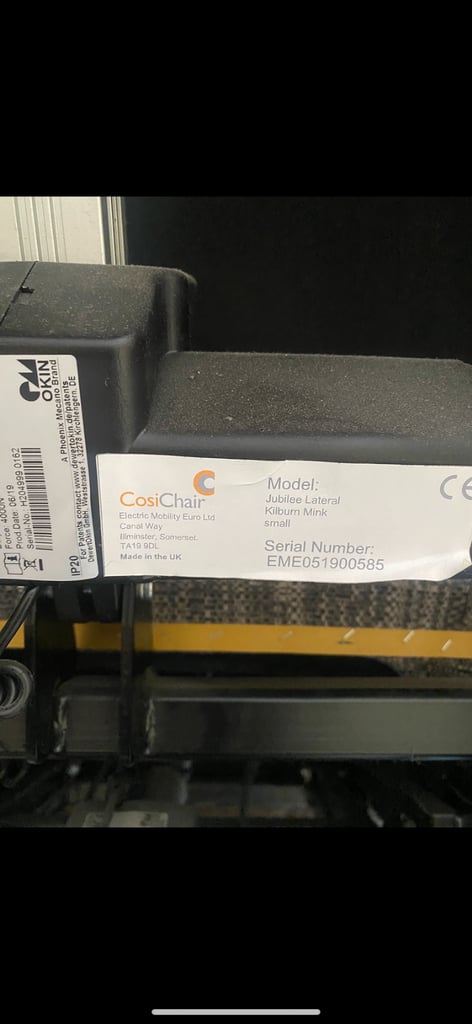 OKIN
A Phoenix Mecano Brand
For Patents contact www.dewertokin.de/patents
DewertOkin GmbH, Weststrasse 1, 32278 Kirchlengern, DE
IP20
Force: 4000N
Prod.Date: 06/19
Serial-No.: H204999 0162
CosiChair
Electric Mobility Euro Ltd
Canal Way
Illminster, Somerset.
TA19 9DL
Made in the UK
Model:
Jubilee Lateral
Kilburn Mink
small
Serial Number:
EME051900585
CE